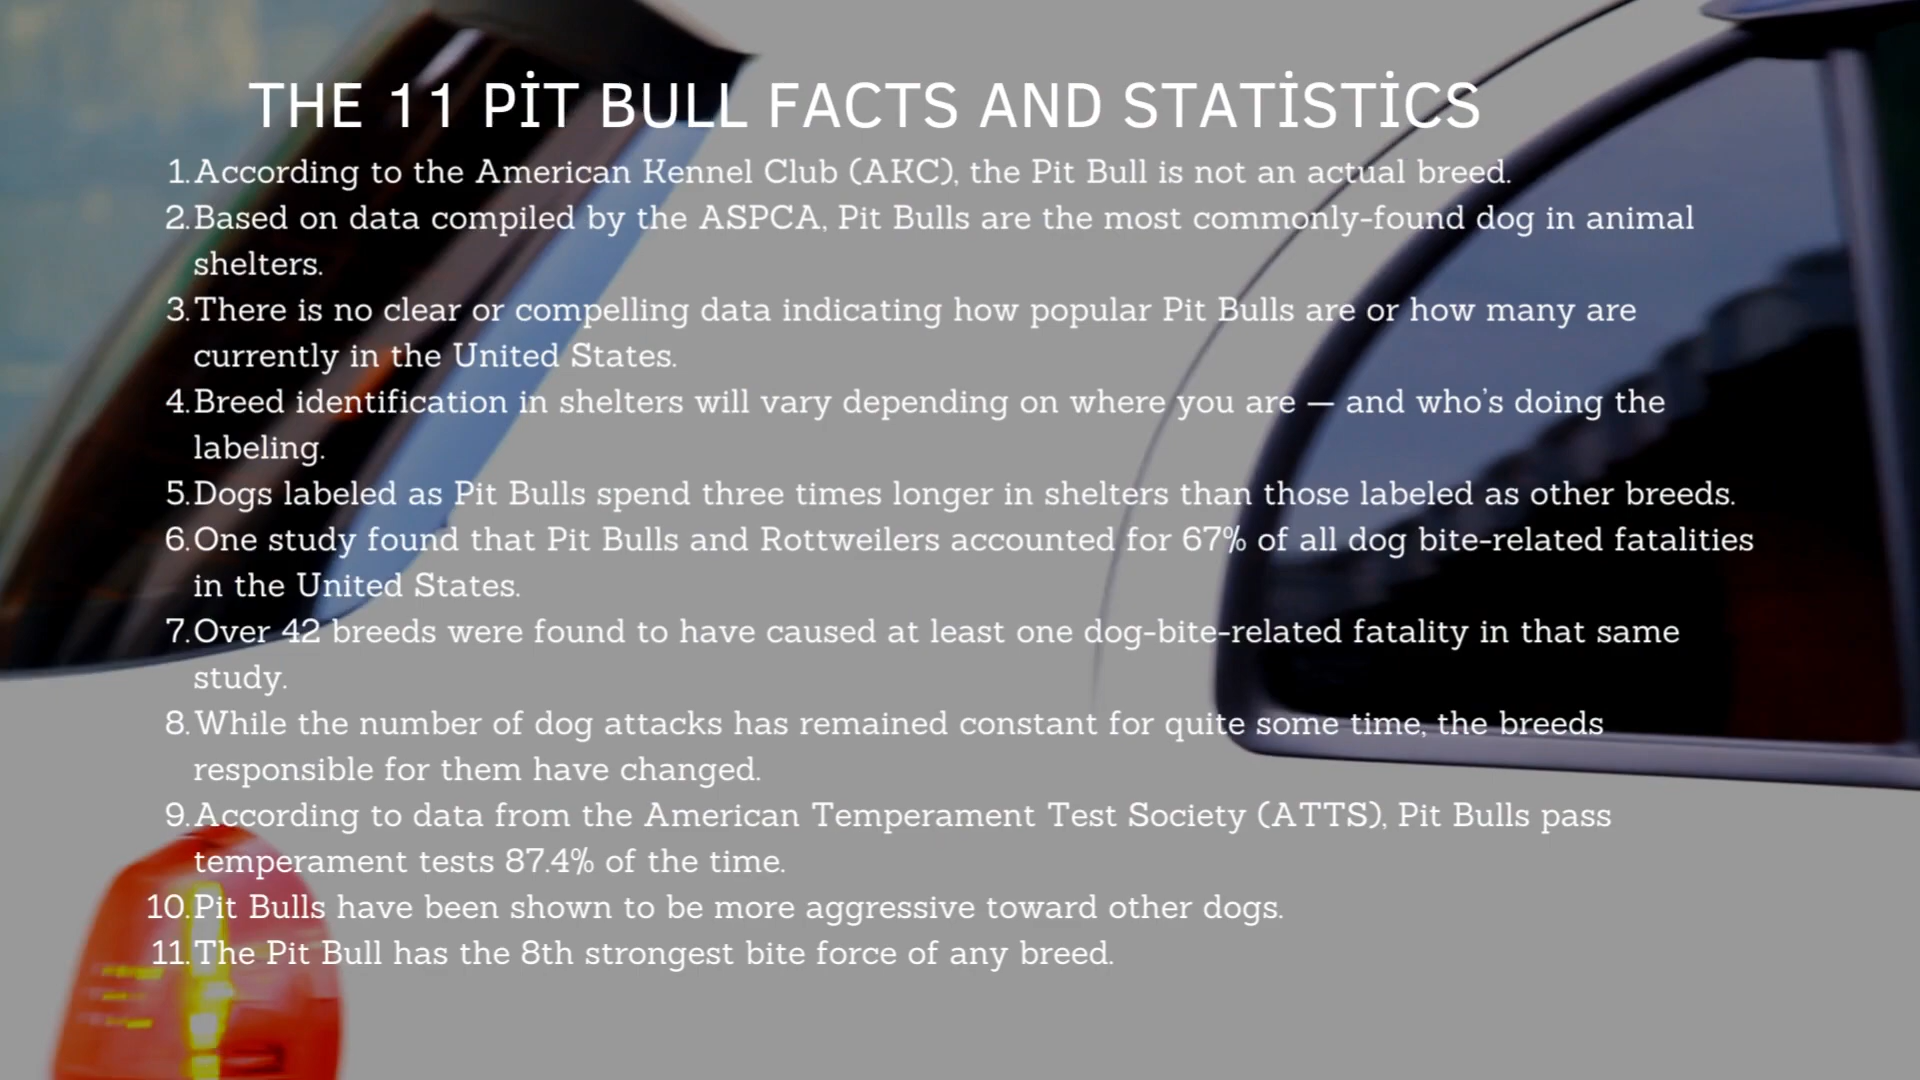 THE 11 PİT BULL FACTS AND STATİSTİCS
1. According to the American Kennel Club (AKC), the Pit Bull is not an actual breed.
2. Based on data compiled by the ASPCA, Pit Bulls are the most commonly-found dog in animal
shelters.
3. There is no clear or compelling data indicating how popular Pit Bulls are or how many are
currently in the United States.
4. Breed identification in shelters will vary depending on where you are — and who’s doing the
labeling.
5. Dogs labeled as Pit Bulls spend three times longer in shelters than those labeled as other breeds.
6. One study found that Pit Bulls and Rottweilers accounted for 67% of all dog bite-related fatalities
in the United States.
7. Over 42 breeds were found to have caused at least one dog-bite-related fatality in that same
study.
8. While the number of dog attacks has remained constant for quite some time, the breeds
responsible for them have changed.
9. According to data from the American Temperament Test Society (ATTS), Pit Bulls pass
temperament tests 87.4% of the time.
10. Pit Bulls have been shown to be more aggressive toward other dogs.
11. The Pit Bull has the 8th strongest bite force of any breed.